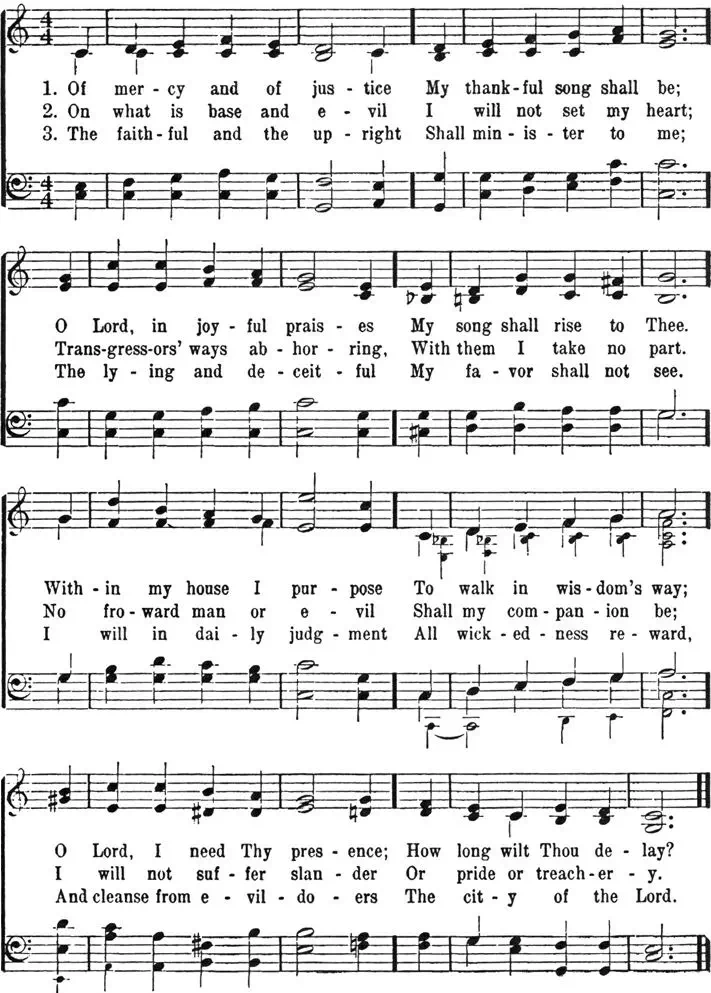 4 4
1. Of mer - cy and of jus - tice My thank - ful song shall be;
2. On what is base and e - vil I will not set my heart;
3. The faith - ful and the up - right Shall min - is - ter to me;
4 4
O Lord, in joy - ful prais - es My song shall rise to Thee.
Trans - gress - ors' ways ab - hor - ring, With them I take no part.
The ly - ing and de - ceit - ful My fa - vor shall not see.
With - in my house I pur - pose To walk in wis - dom's way;
No fro - ward man or e - vil Shall my com - pan - ion be;
I will in dai - ly judg - ment All wick - ed - ness re - ward,
O Lord, I need Thy pres - ence; How long wilt Thou de - lay?
I will not suf - fer slan - der Or pride or treach - er - y.
And cleanse from e - vil - do - ers The cit - y of the Lord.